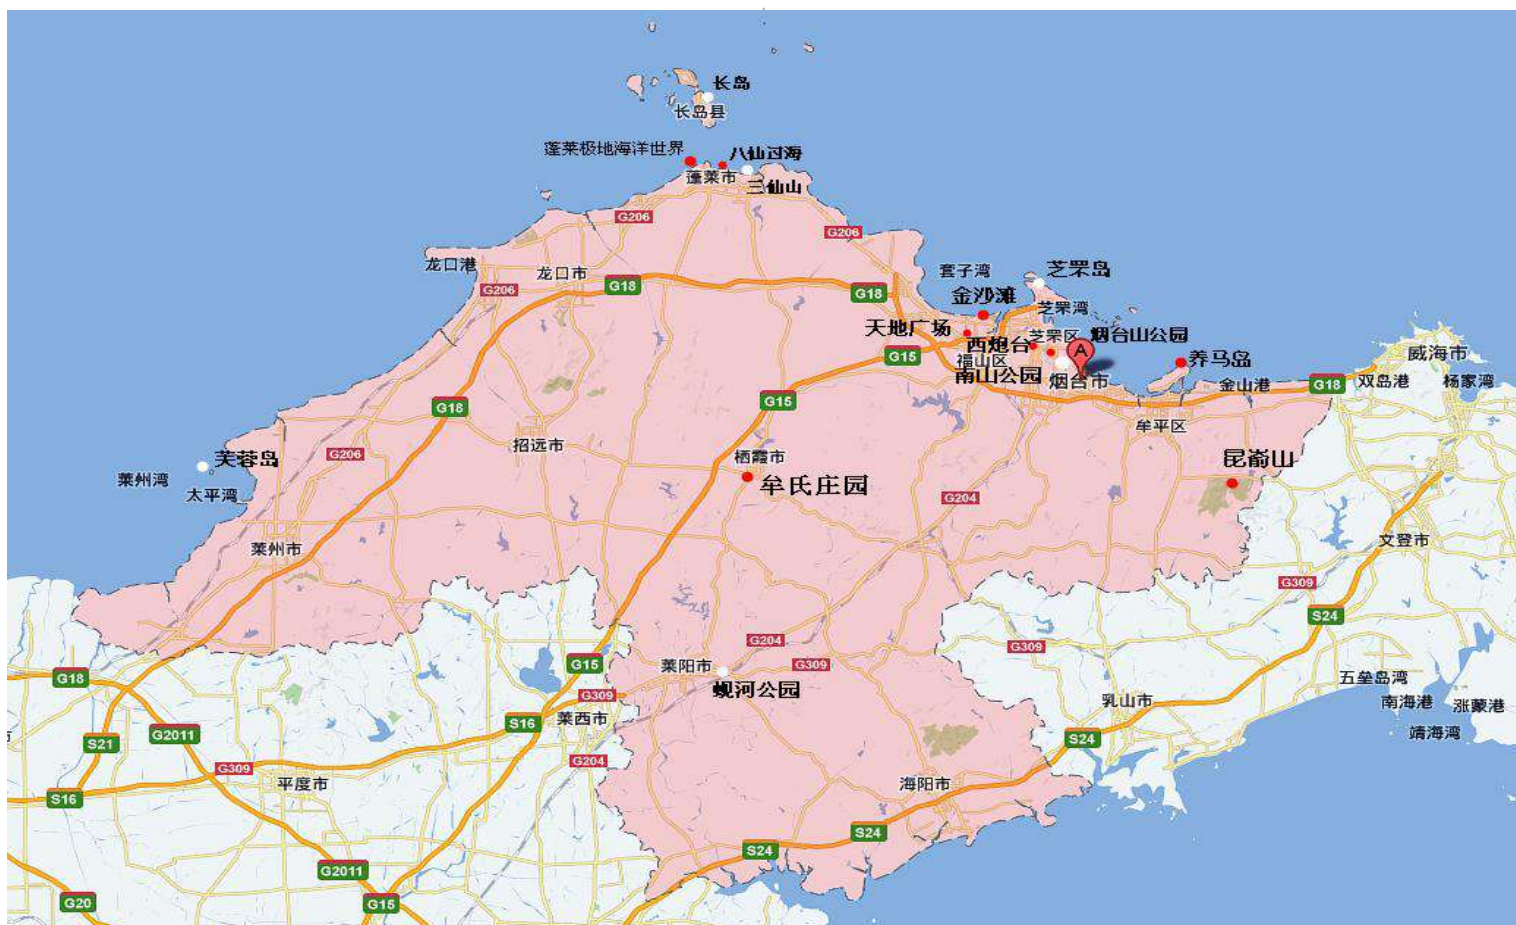 长岛
长岛县
蓬莱极地海洋世界
八仙过海
蓬莱市
三仙山
G206
G206
龙口港
龙口市
套子湾
芝罘岛
G206
G18
G18
金沙滩
芝罘湾
天地广场
西炮台
芝罘区
烟台山公园
A
G15
福山区
南山公园
烟台市
养马岛
金山港
G18
威海市
双岛港
杨家湾
G18
G15
招远市
牟平区
G206
芙蓉岛
栖霞市
昆嵛山
莱州湾
太平湾
牟氏庄园
G204
莱州市
文登市
G309
S24
G204
G309
G18
G15
莱阳市
G309
蚬河公园
五垒岛湾
G309
莱西市
S16
乳山市
南海港
涨蒙港
靖海湾
市
S21
G2011
S24
G309
G204
平度市
海阳市
S16
S24
S24
G2011
G20
G15